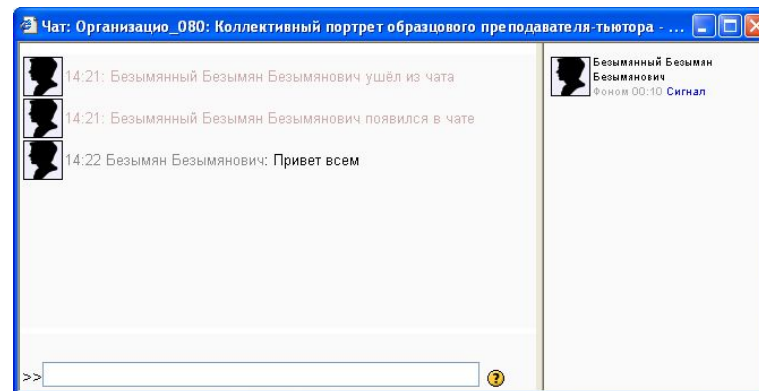 Чат: Организацио_080: Коллективный портрет образцового преподавателя-тьютора - ...
14:21: Безымянный Безымян Безымянович ушёл из чата
14:21: Безымянный Безымян Безымянович появился в чате
14:22 Безымян Безымянович: Привет всем
>>
?
Безымянный Безымян
Безымянович
Фоном 00:10 Сигнал